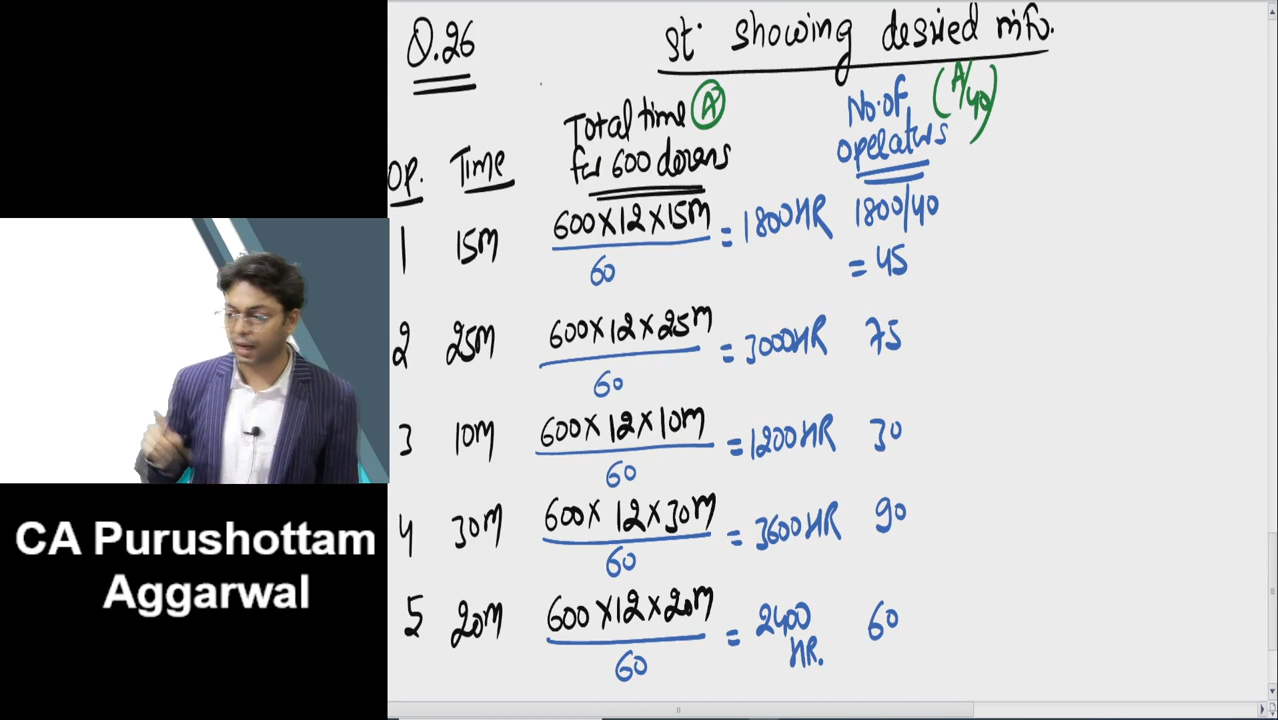 Q.26
St. showing desired info.
Total time (A)
for 600 dozens
No. of (A/40)
operators
Op. Time
1 15M 600×12×15M/60 = 1800HR 1800/40
= 45
2 25M 600×12×25M/60 = 3000HR 75
3 10M 600×12×10M/60 = 1200HR 30
4 30M 600×12×30M/60 = 3600HR 90
5 20M 600×12×20M/60 = 2400
HR. 60
CA Purushottam
Aggarwal